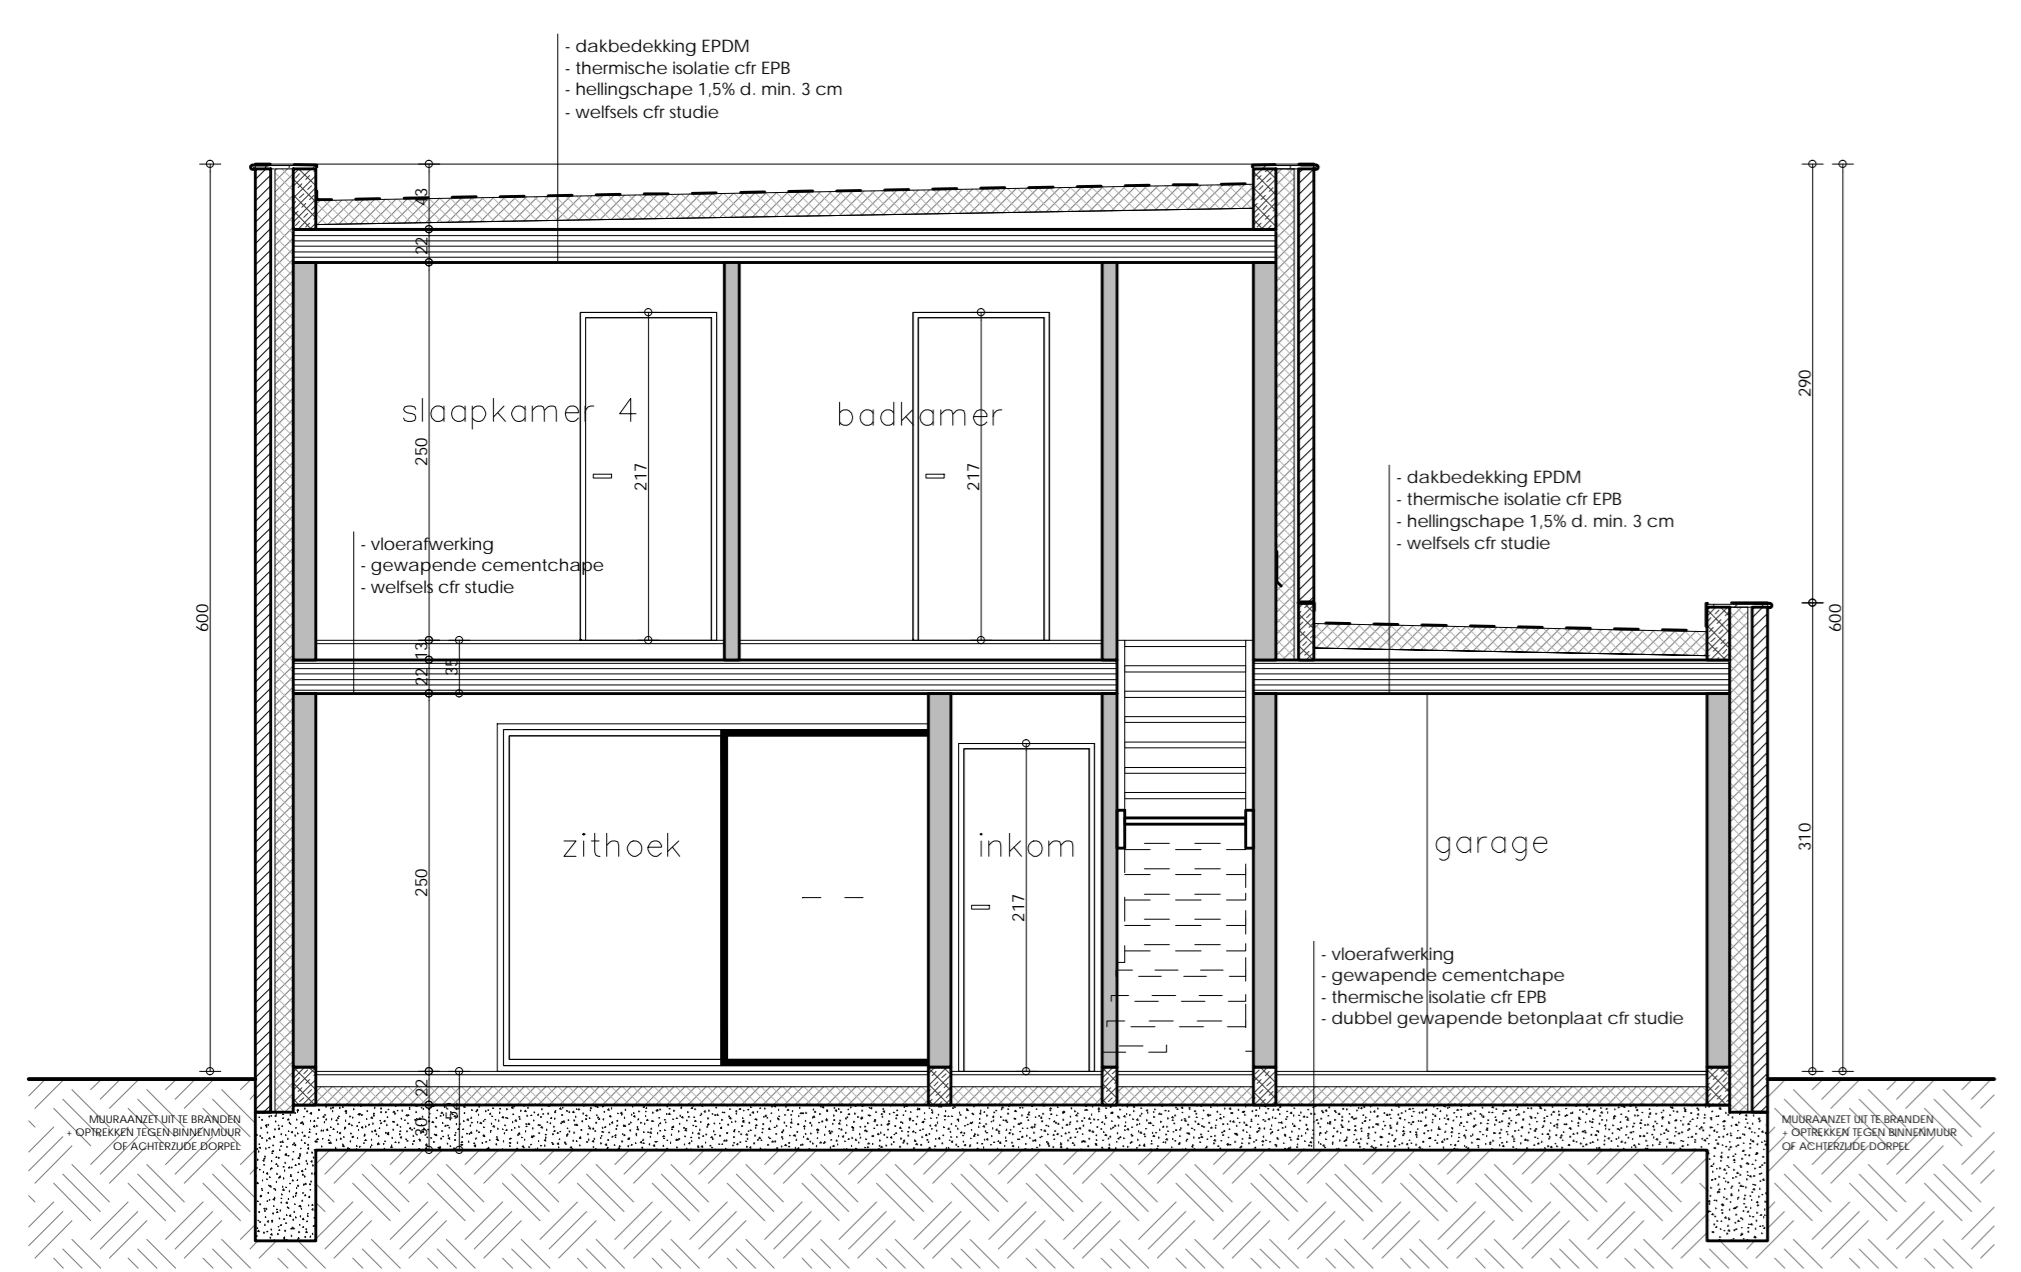 - dakbedekking EPDM
- thermische isolatie cfr EPB
- hellingschape 1,5% d. min. 3 cm
- welfsels cfr studie
43
22
290
slaapkamer 4
badkamer
250
217
217
- dakbedekking EPDM
- thermische isolatie cfr EPB
- hellingschape 1,5% d. min. 3 cm
- welfsels cfr studie
- vloerafwerking
- gewapende cementchape
- welfsels cfr studie
600
600
13
35
22
zithoek
inkom
garage
310
250
217
- vloerafwerking
- gewapende cementchape
- thermische isolatie cfr EPB
- dubbel gewapende betonplaat cfr studie
22
30
MUURAANZET UIT TE BRANDEN
+ OPTREKKEN TEGEN BINNENMUUR
OF ACHTERZIJDE DORPEL
MUURAANZET UIT TE BRANDEN
+ OPTREKKEN TEGEN BINNENMUUR
OF ACHTERZIJDE DORPEL